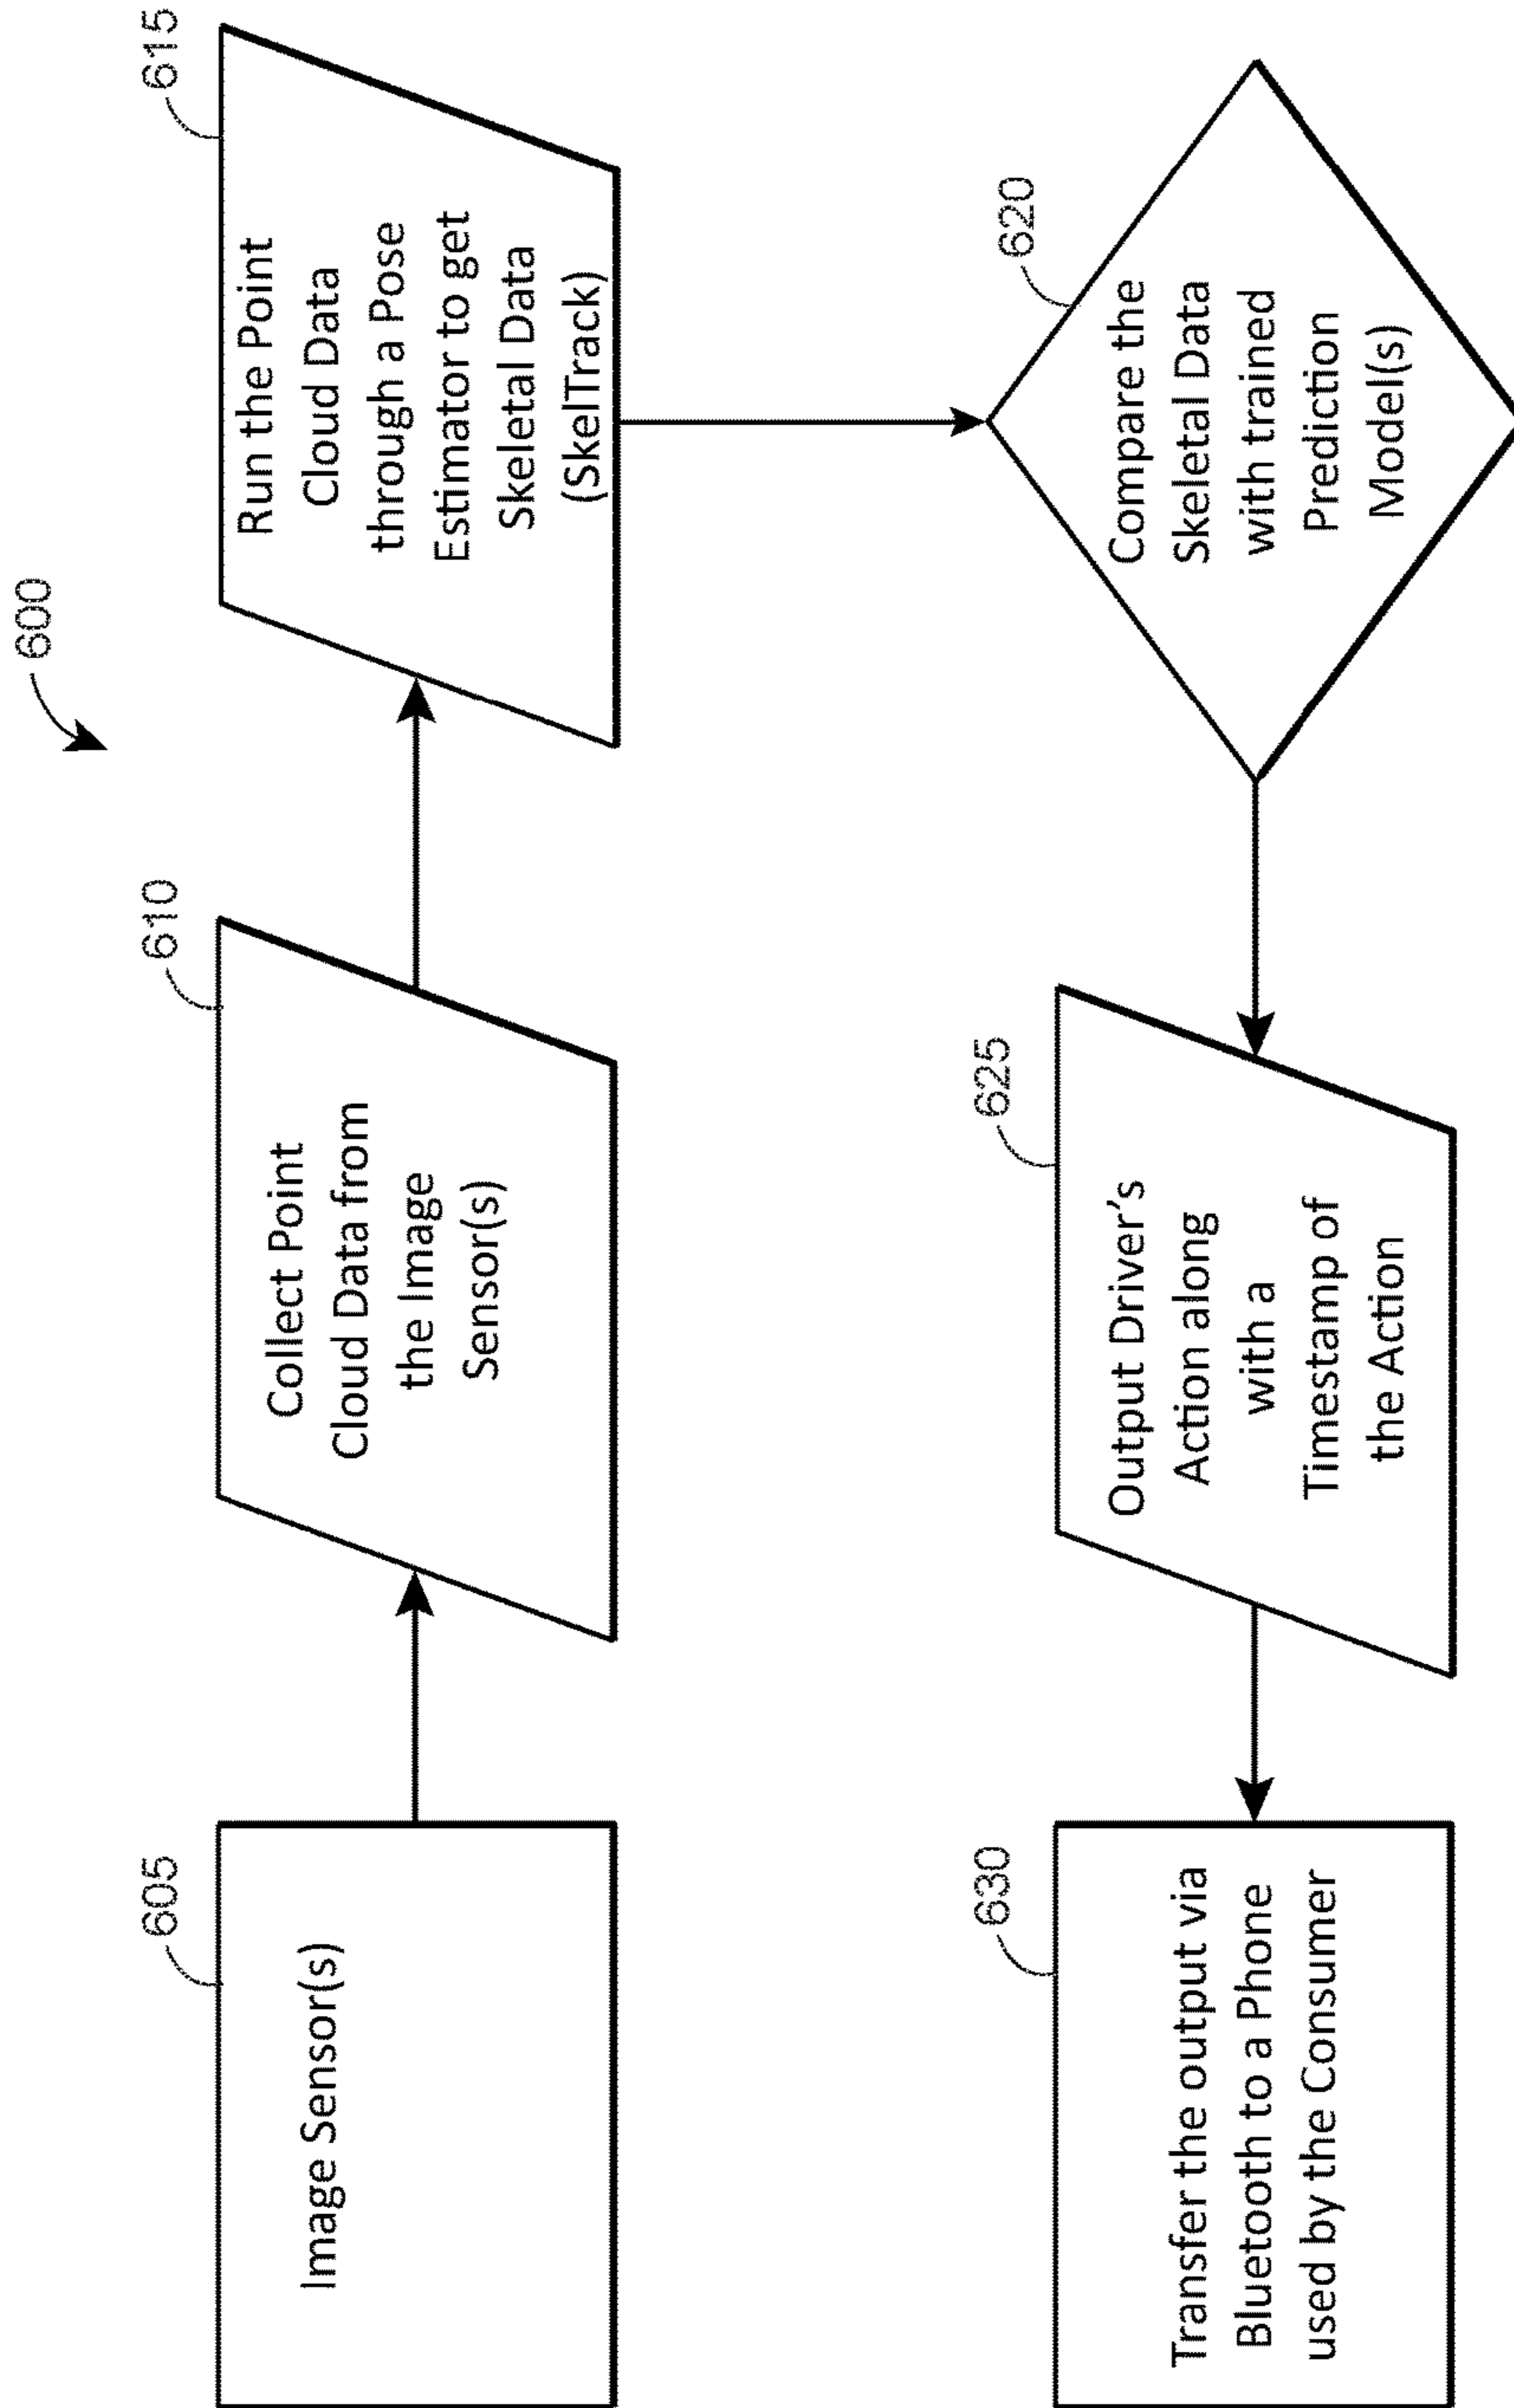 600
605
Image Sensor(s)
610
Collect Point
Cloud Data from
the Image
Sensor(s)
615
Run the Point
Cloud Data
through a Pose
Estimator to get
Skeletal Data
(SkelTrack)
620
Compare the
Skeletal Data
with trained
Prediction
Model(s)
625
Output Driver’s
Action along
with a
Timestamp of
the Action
630
Transfer the output via
Bluetooth to a Phone
used by the Consumer